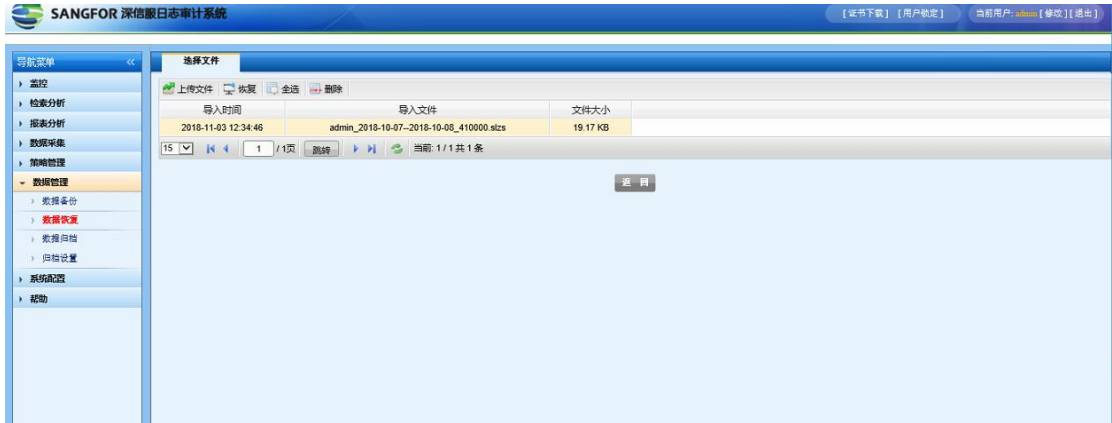 SANGFOR 深信服日志审计系统
[证书下载] [用户锁定] 当前用户: admin [修改] [退出]
导航菜单 «
选择文件
监控
检索分析
报表分析
数据采集
策略管理
数据管理
数据备份
数据恢复
数据归档
归档设置
系统配置
帮助
上传文件 恢复 全选 删除
导入时间 导入文件 文件大小
2018-11-03 12:34:46 admin_2018-10-07--2018-10-08_410000.slzs 19.17 KB
15 1 /1页 跳转 当前:1/1共1条
返 回